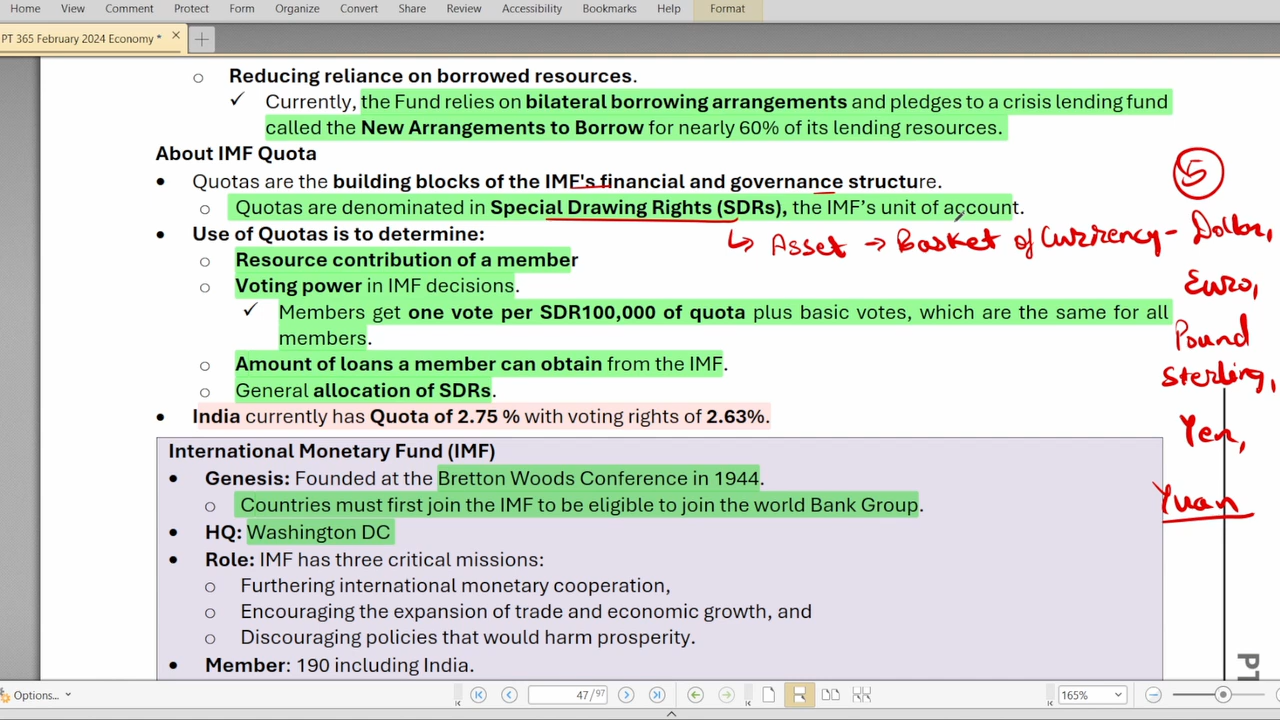 Home View Comment Protect Form Organize Convert Share Review Accessibility Bookmarks Help Format
PT 365 February 2024 Economy *
○ Reducing reliance on borrowed resources.
✓ Currently, the Fund relies on bilateral borrowing arrangements and pledges to a crisis lending fund
called the New Arrangements to Borrow for nearly 60% of its lending resources.
About IMF Quota
• Quotas are the building blocks of the IMF's financial and governance structure.
5
○ Quotas are denominated in Special Drawing Rights (SDRs), the IMF's unit of account.
↳ Asset → Basket of Currency - Dollar,
Euro,
Pound
Sterling,
Yen,
Yuan
• Use of Quotas is to determine:
○ Resource contribution of a member
○ Voting power in IMF decisions.
✓ Members get one vote per SDR100,000 of quota plus basic votes, which are the same for all
members.
○ Amount of loans a member can obtain from the IMF.
○ General allocation of SDRs.
• India currently has Quota of 2.75 % with voting rights of 2.63%.
International Monetary Fund (IMF)
• Genesis: Founded at the Bretton Woods Conference in 1944.
○ Countries must first join the IMF to be eligible to join the world Bank Group.
• HQ: Washington DC
• Role: IMF has three critical missions:
○ Furthering international monetary cooperation,
○ Encouraging the expansion of trade and economic growth, and
○ Discouraging policies that would harm prosperity.
• Member: 190 including India.
PT
Options...
47 / 97
165%